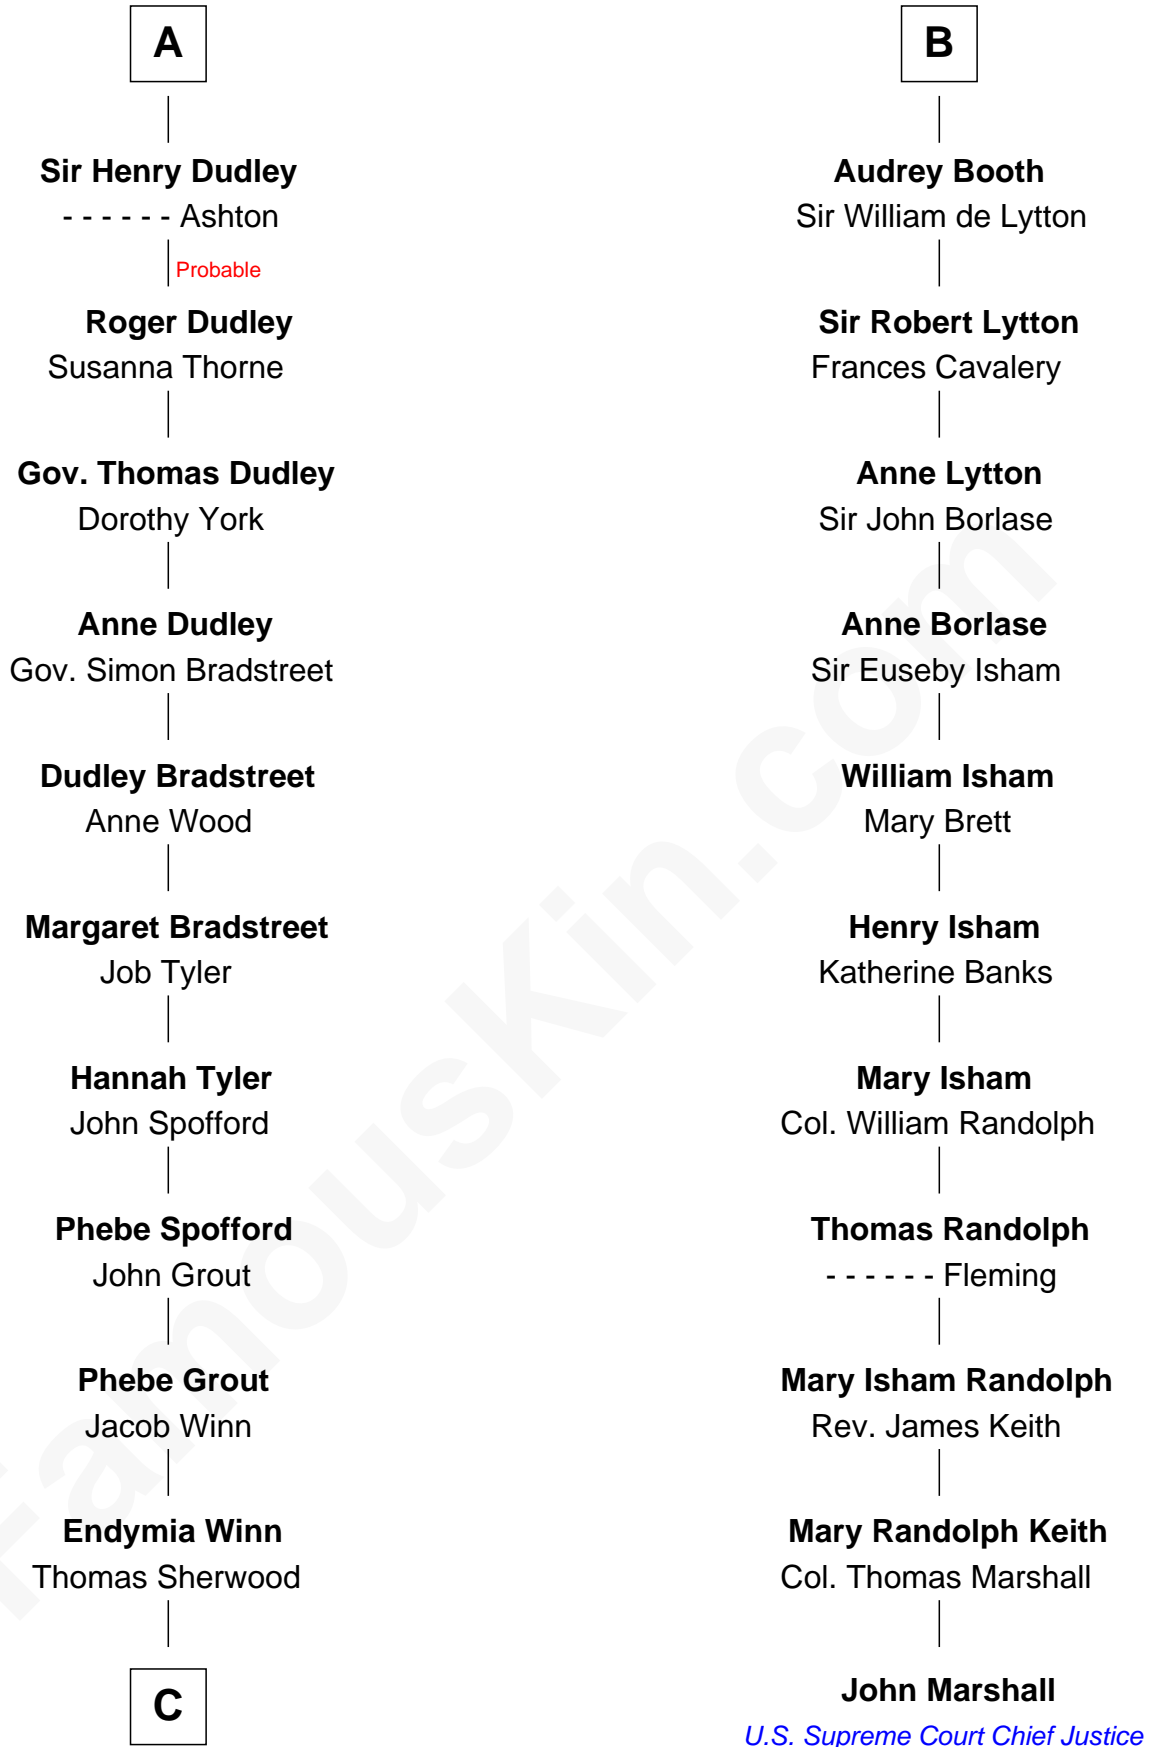 A
Sir Henry Dudley
- - - - - - Ashton
Probable
Roger Dudley
Susanna Thorne
Gov. Thomas Dudley
Dorothy York
Anne Dudley
Gov. Simon Bradstreet
Dudley Bradstreet
Anne Wood
Margaret Bradstreet
Job Tyler
Hannah Tyler
John Spofford
Phebe Spofford
John Grout
Phebe Grout
Jacob Winn
Endymia Winn
Thomas Sherwood
C
B
Audrey Booth
Sir William de Lytton
Sir Robert Lytton
Frances Cavalery
Anne Lytton
Sir John Borlase
Anne Borlase
Sir Euseby Isham
William Isham
Mary Brett
Henry Isham
Katherine Banks
Mary Isham
Col. William Randolph
Thomas Randolph
- - - - - - Fleming
Mary Isham Randolph
Rev. James Keith
Mary Randolph Keith
Col. Thomas Marshall
John Marshall
U.S. Supreme Court Chief Justice
FamousKin.com